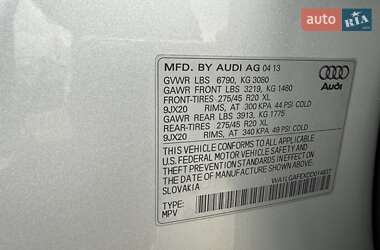 auto RIA
MFD. BY AUDI AG 04 13
GVWR LBS 6790, KG 3080
GAWR FRONT LBS 3219, KG 1460
FRONT-TIRES 275/45 R20 XL
9JX20 RIMS, AT 300 KPA 44 PSI COLD
GAWR REAR LBS 3913, KG 1775
REAR-TIRES 275/45 R20 XL
9JX20 RIMS, AT 340 KPA 49 PSI COLD
Audi
THIS VEHICLE CONFORMS TO ALL APPLICABLE
U.S. FEDERAL MOTOR VEHICLE SAFETY AND
THEFT PREVENTION STANDARDS IN EFFECT ON
THE DATE OF MANUFACTURE SHOWN ABOVE.
SLOVAKIA
TYPE:
MPV